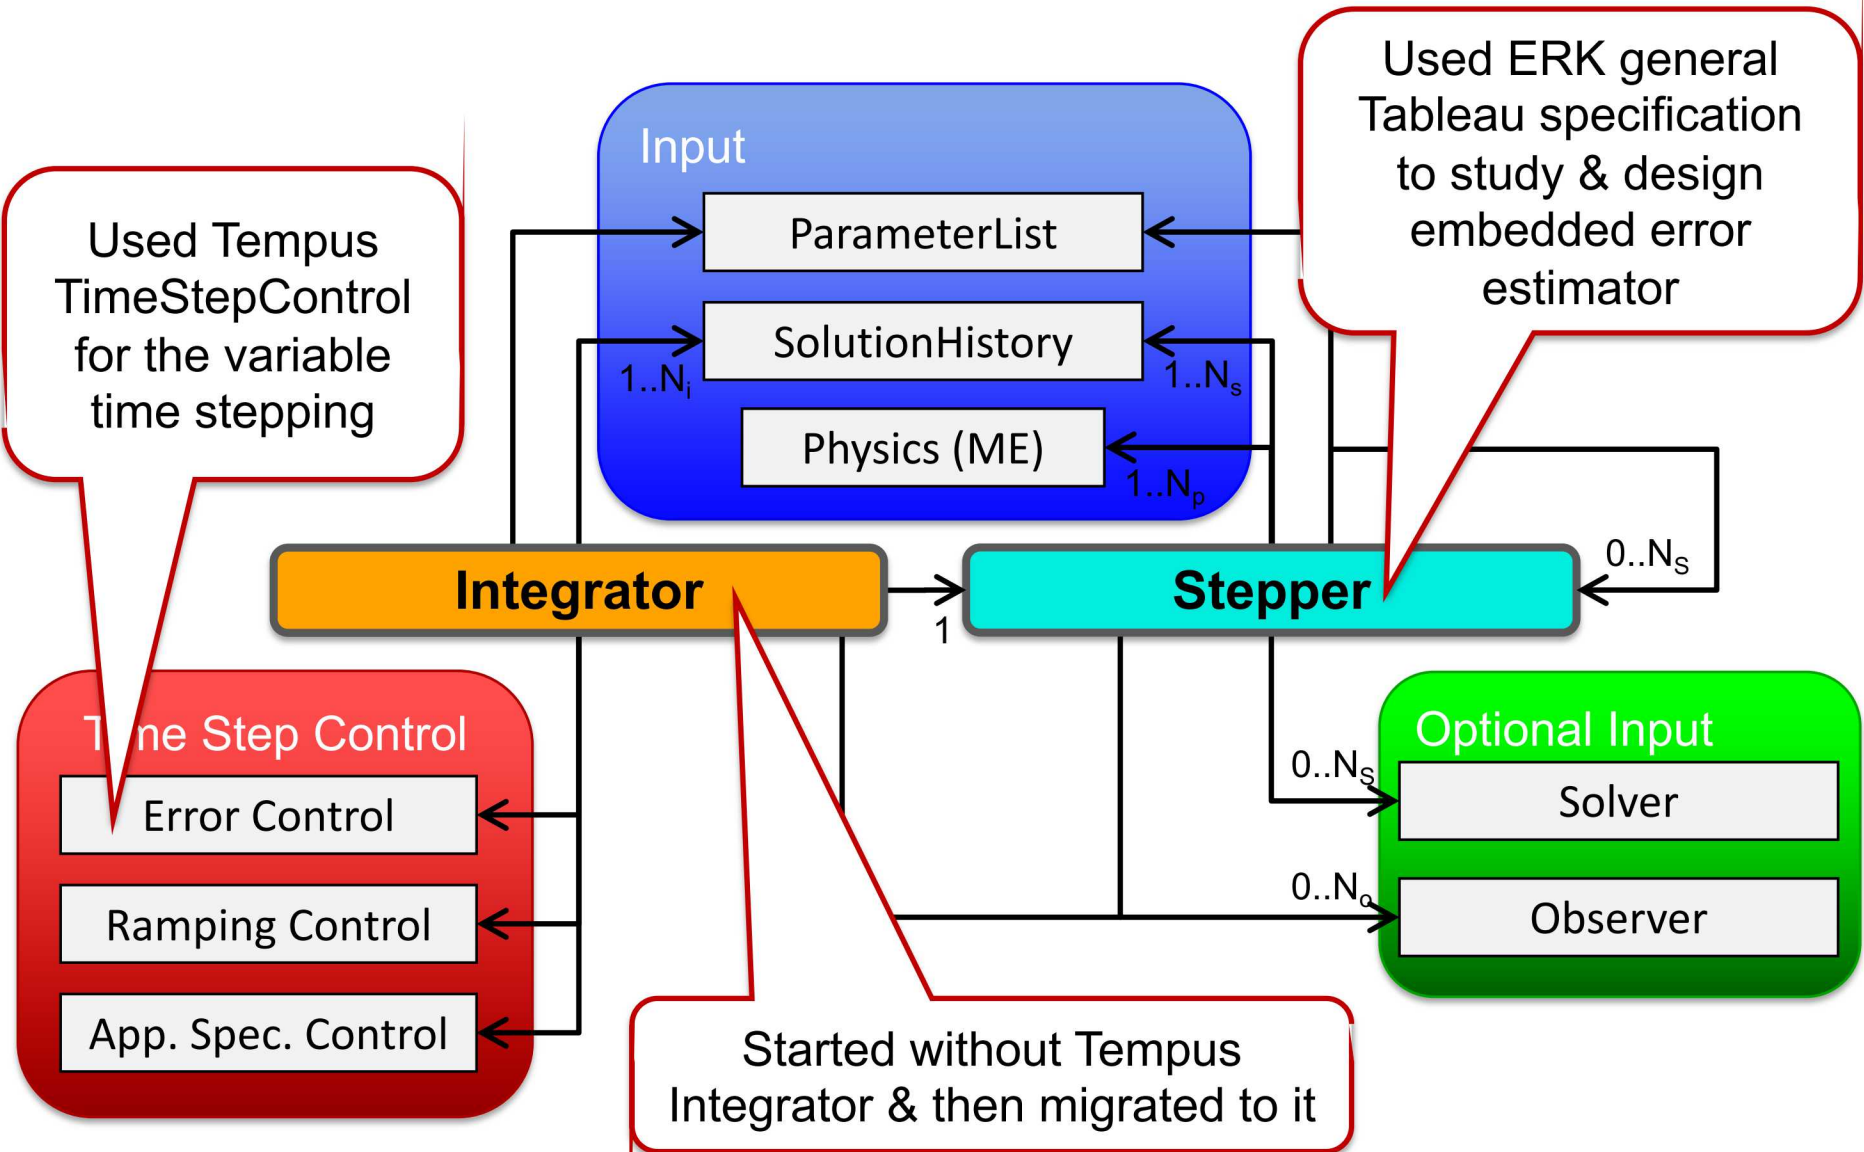 Used ERK general
Tableau specification
to study & design
embedded error
estimator
Input
ParameterList
SolutionHistory
1..Ni
1..Ns
Physics (ME)
1..Np
Used Tempus
TimeStepControl
for the variable
time stepping
Integrator
1
Stepper
0..NS
Time Step Control
Error Control
Ramping Control
App. Spec. Control
Optional Input
0..NS
Solver
0..No
Observer
Started without Tempus
Integrator & then migrated to it